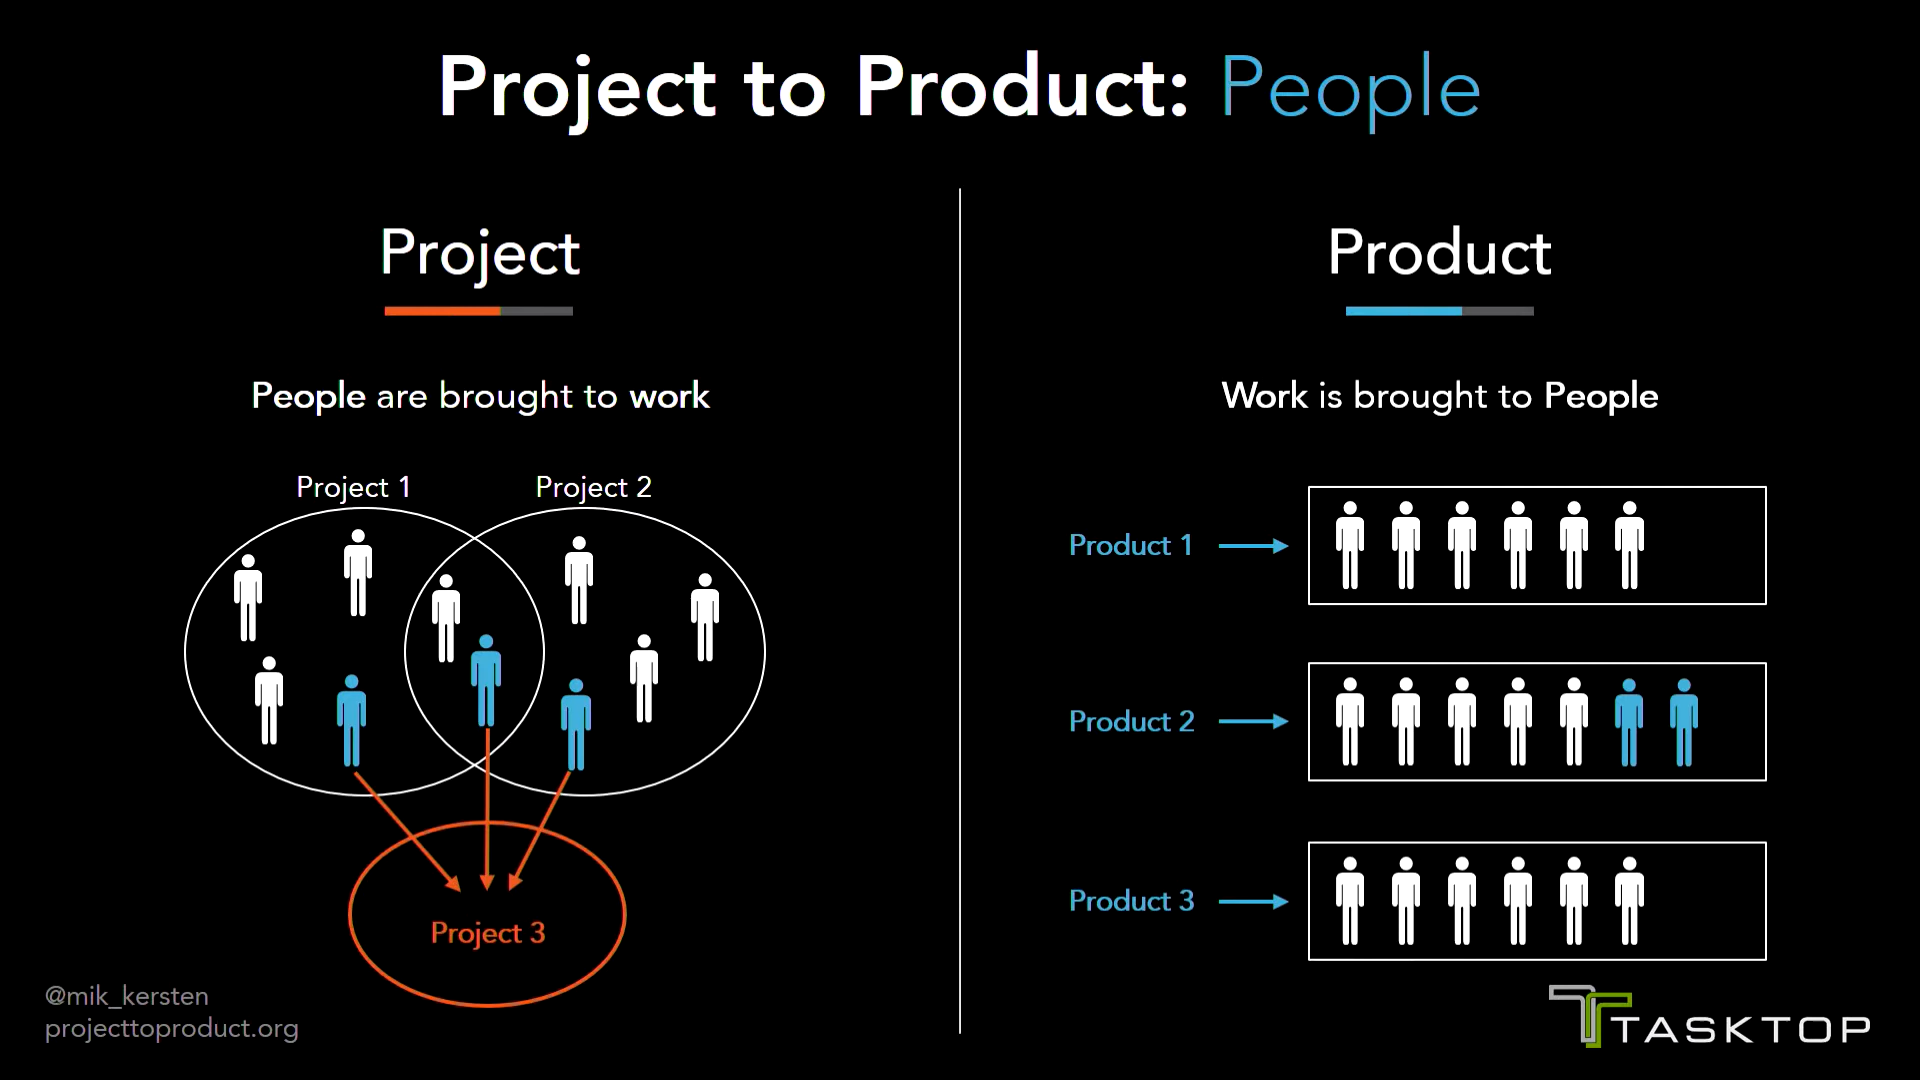 Project to Product: People
Project
People are brought to work
Project 1
Project 2
Project 3
Product
Work is brought to People
Product 1
Product 2
Product 3
@mik_kersten
projecttoproduct.org
TASKTOP